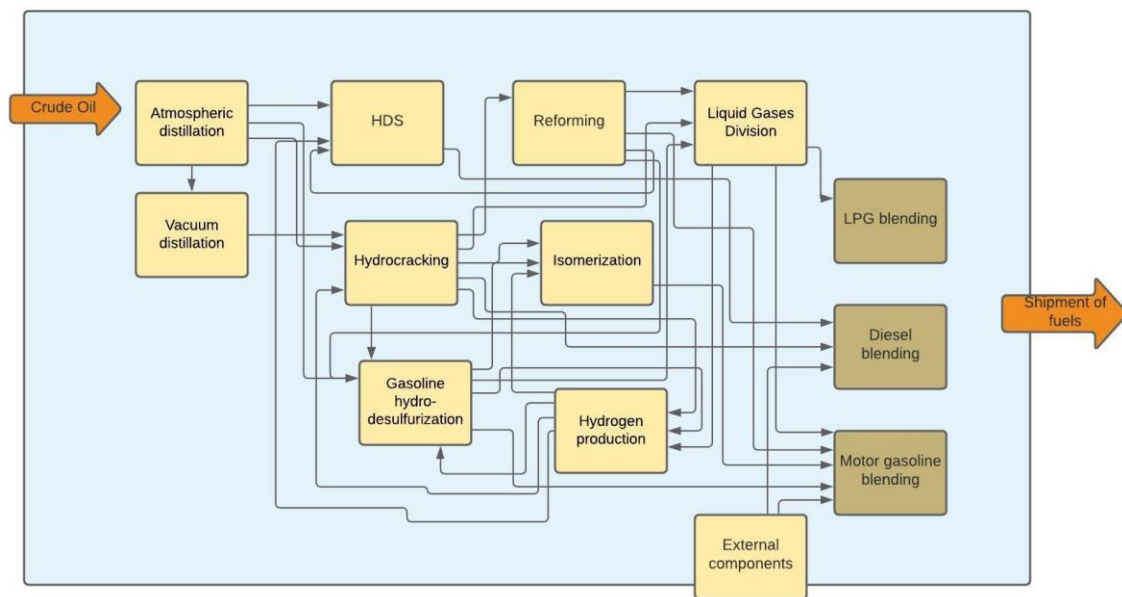 Crude Oil
Atmospheric
distillation
HDS
Reforming
Liquid Gases
Division
Vacuum
distillation
LPG blending
Hydrocracking
Isomerization
Shipment of
fuels
Diesel
blending
Gasoline
hydro-
desulfurization
Hydrogen
production
Motor gasoline
blending
External
components